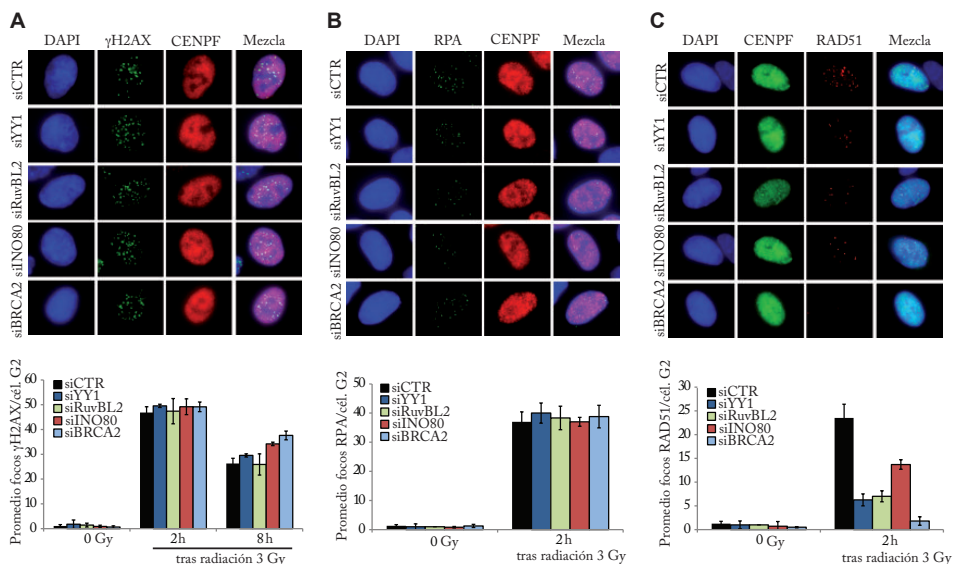 A
DAPI γH2AX CENPF Mezcla
siCTR
siYY1
siRuvBL2
siINO80
siBRCA2
Promedio focos γH2AX/cél. G2
60
50
40
30
20
10
0
siCTR
siYY1
siRuvBL2
siINO80
siBRCA2
0 Gy 2h 8h
tras radiación 3 Gy
B
DAPI RPA CENPF Mezcla
siCTR
siYY1
siRuvBL2
siINO80
siBRCA2
Promedio focos RPA/cél. G2
50
40
30
20
10
0
siCTR
siYY1
siRuvBL2
siINO80
siBRCA2
0 Gy 2h
tras radiación 3 Gy
C
DAPI CENPF RAD51 Mezcla
siCTR
siYY1
siRuvBL2
siINO80
siBRCA2
Promedio focos RAD51/cél. G2
30
25
20
15
10
5
0
siCTR
siYY1
siRuvBL2
siINO80
siBRCA2
0 Gy 2h
tras radiación 3 Gy